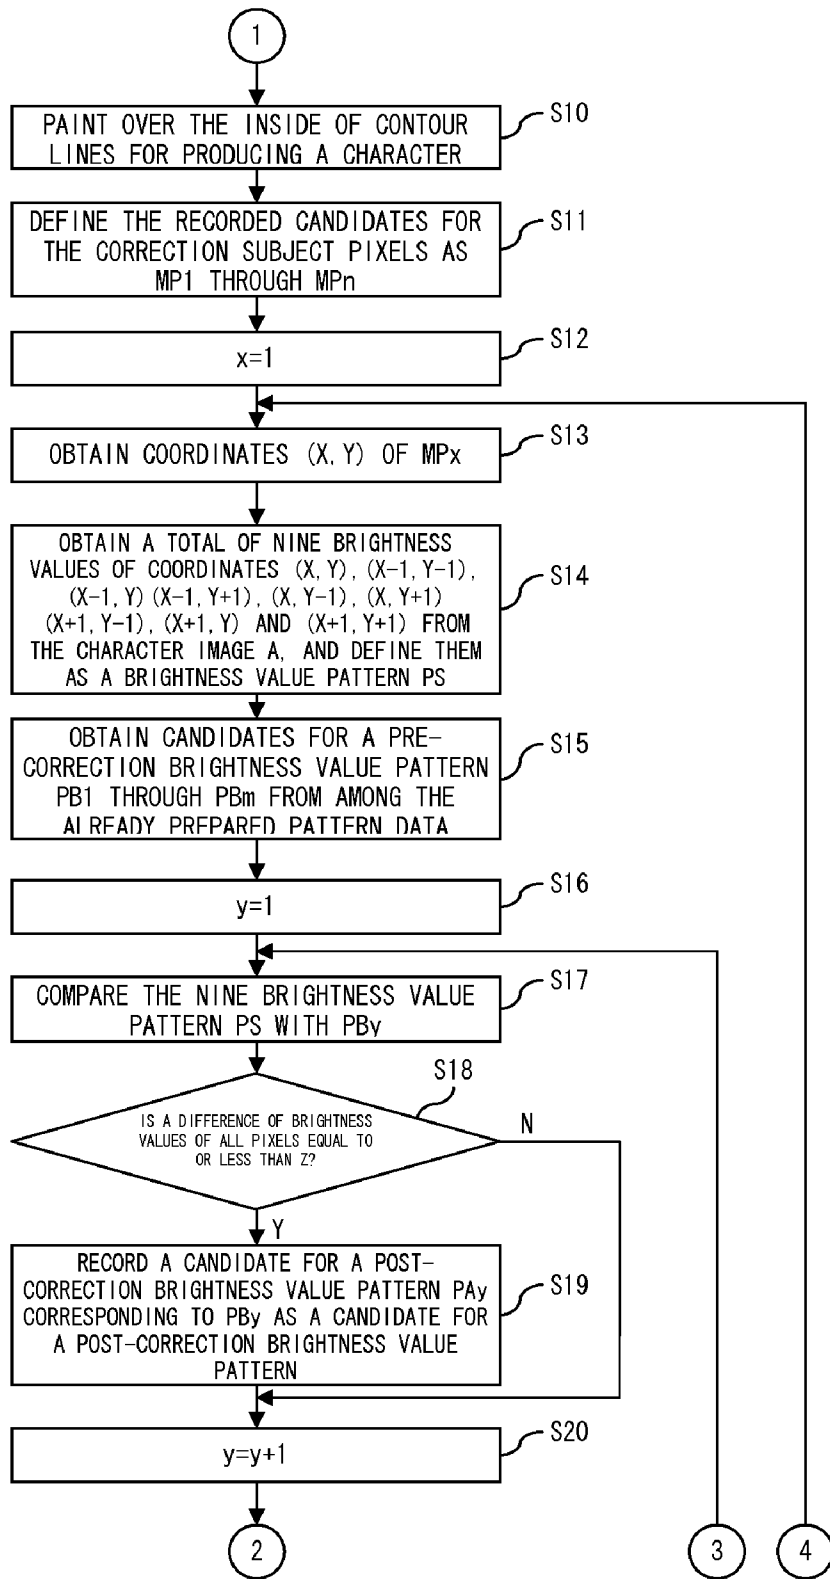 1
PAINT OVER THE INSIDE OF CONTOUR
LINES FOR PRODUCING A CHARACTER
S10
DEFINE THE RECORDED CANDIDATES FOR
THE CORRECTION SUBJECT PIXELS AS
MP1 THROUGH MPn
S11
x=1
S12
OBTAIN COORDINATES (X, Y) OF MPx
S13
OBTAIN A TOTAL OF NINE BRIGHTNESS
VALUES OF COORDINATES (X, Y), (X-1, Y-1),
(X-1, Y) (X-1, Y+1), (X, Y-1), (X, Y+1)
(X+1, Y-1), (X+1, Y) AND (X+1, Y+1) FROM
THE CHARACTER IMAGE A, AND DEFINE THEM
AS A BRIGHTNESS VALUE PATTERN PS
S14
OBTAIN CANDIDATES FOR A PRE-
CORRECTION BRIGHTNESS VALUE PATTERN
PB1 THROUGH PBm FROM AMONG THE
ALREADY PREPARED PATTERN DATA
S15
y=1
S16
COMPARE THE NINE BRIGHTNESS VALUE
PATTERN PS WITH PBy
S17
IS A DIFFERENCE OF BRIGHTNESS
VALUES OF ALL PIXELS EQUAL TO
OR LESS THAN Z?
S18
N
Y
RECORD A CANDIDATE FOR A POST-
CORRECTION BRIGHTNESS VALUE PATTERN PAy
CORRESPONDING TO PBy AS A CANDIDATE FOR
A POST-CORRECTION BRIGHTNESS VALUE
PATTERN
S19
y=y+1
S20
2
3
4